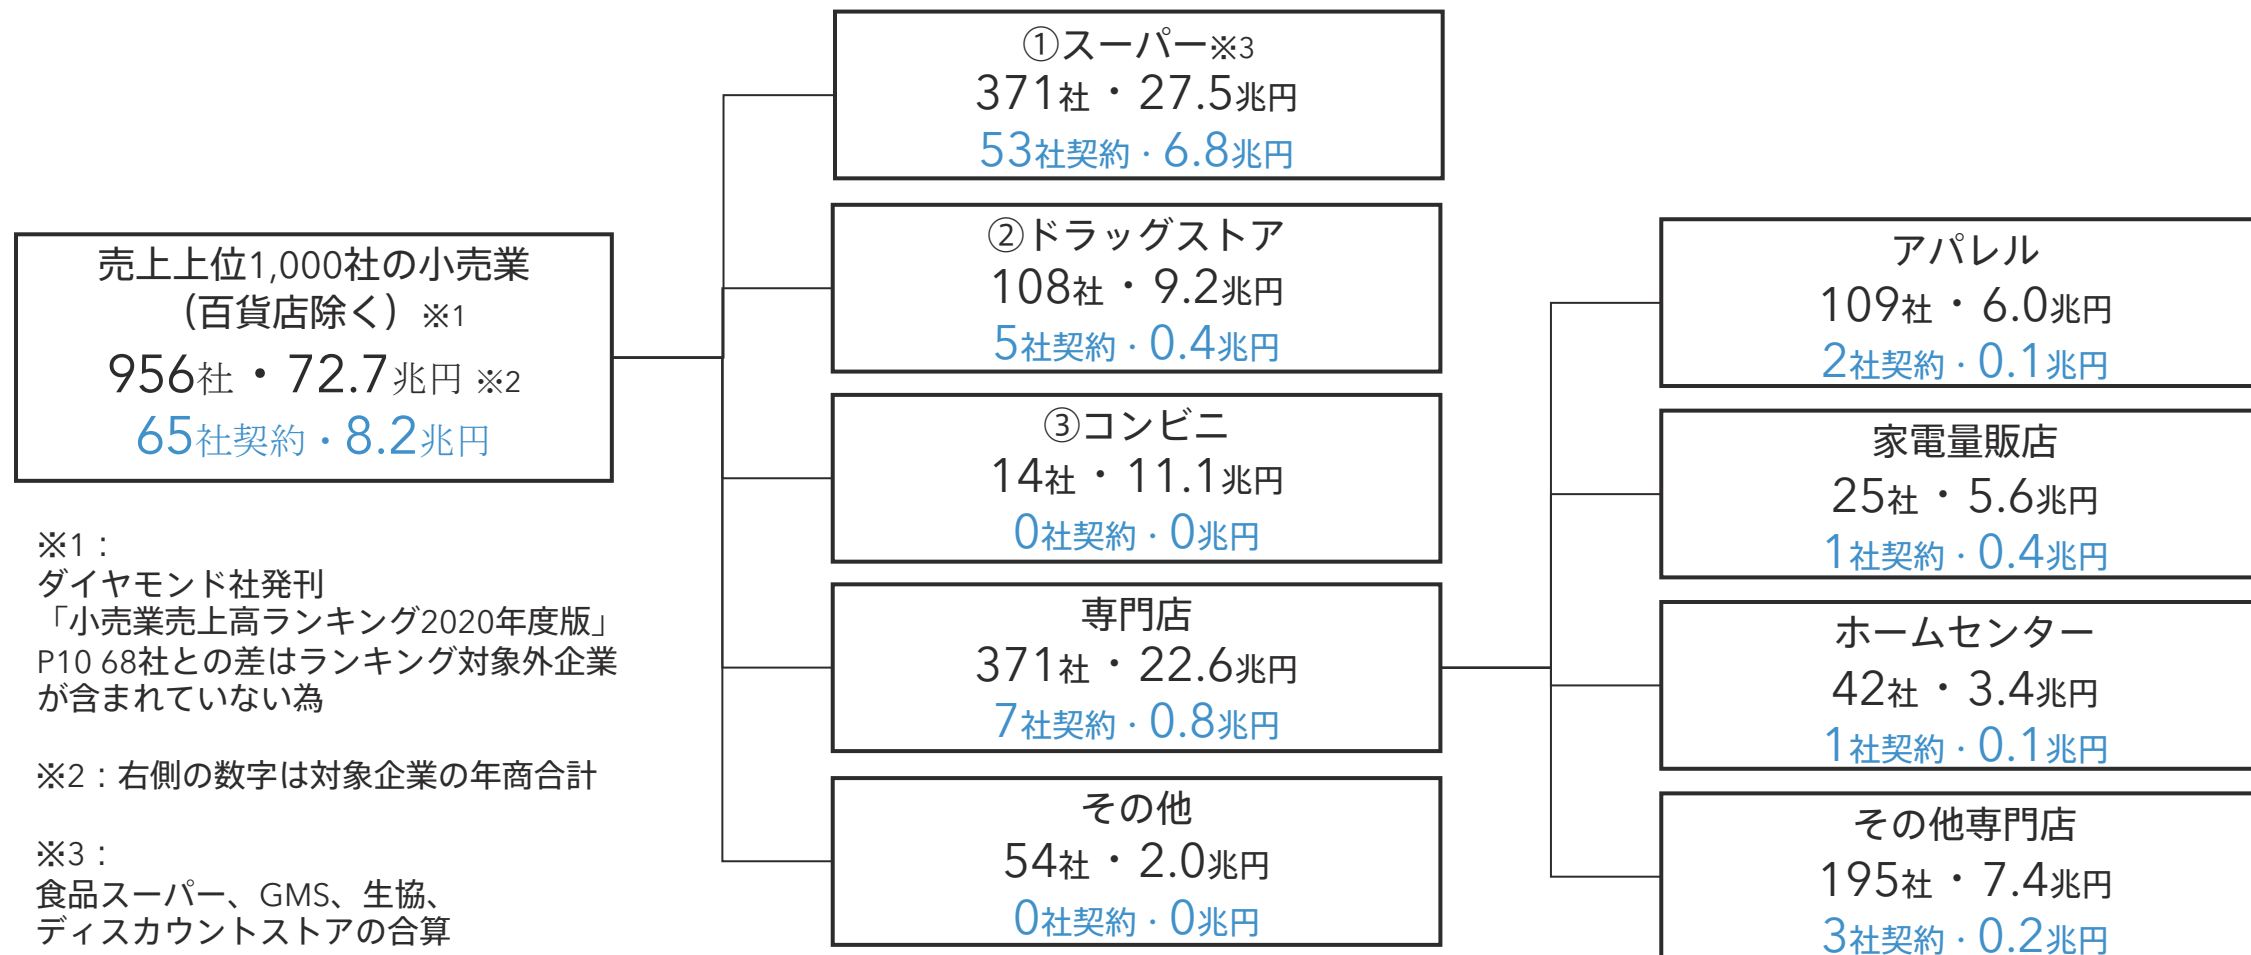 売上上位1,000社の小売業
（百貨店除く）※1
956社・72.7兆円 ※2
65社契約・8.2兆円
※1：
ダイヤモンド社発刊
「小売業売上高ランキング2020年度版」
P10 68社との差はランキング対象外企業
が含まれていない為
※2：右側の数字は対象企業の年商合計
※3：
食品スーパー、GMS、生協、
ディスカウントストアの合算
①スーパー※3
371社・27.5兆円
53社契約・6.8兆円
②ドラッグストア
108社・9.2兆円
5社契約・0.4兆円
③コンビニ
14社・11.1兆円
0社契約・0兆円
専門店
371社・22.6兆円
7社契約・0.8兆円
その他
54社・2.0兆円
0社契約・0兆円
アパレル
109社・6.0兆円
2社契約・0.1兆円
家電量販店
25社・5.6兆円
1社契約・0.4兆円
ホームセンター
42社・3.4兆円
1社契約・0.1兆円
その他専門店
195社・7.4兆円
3社契約・0.2兆円